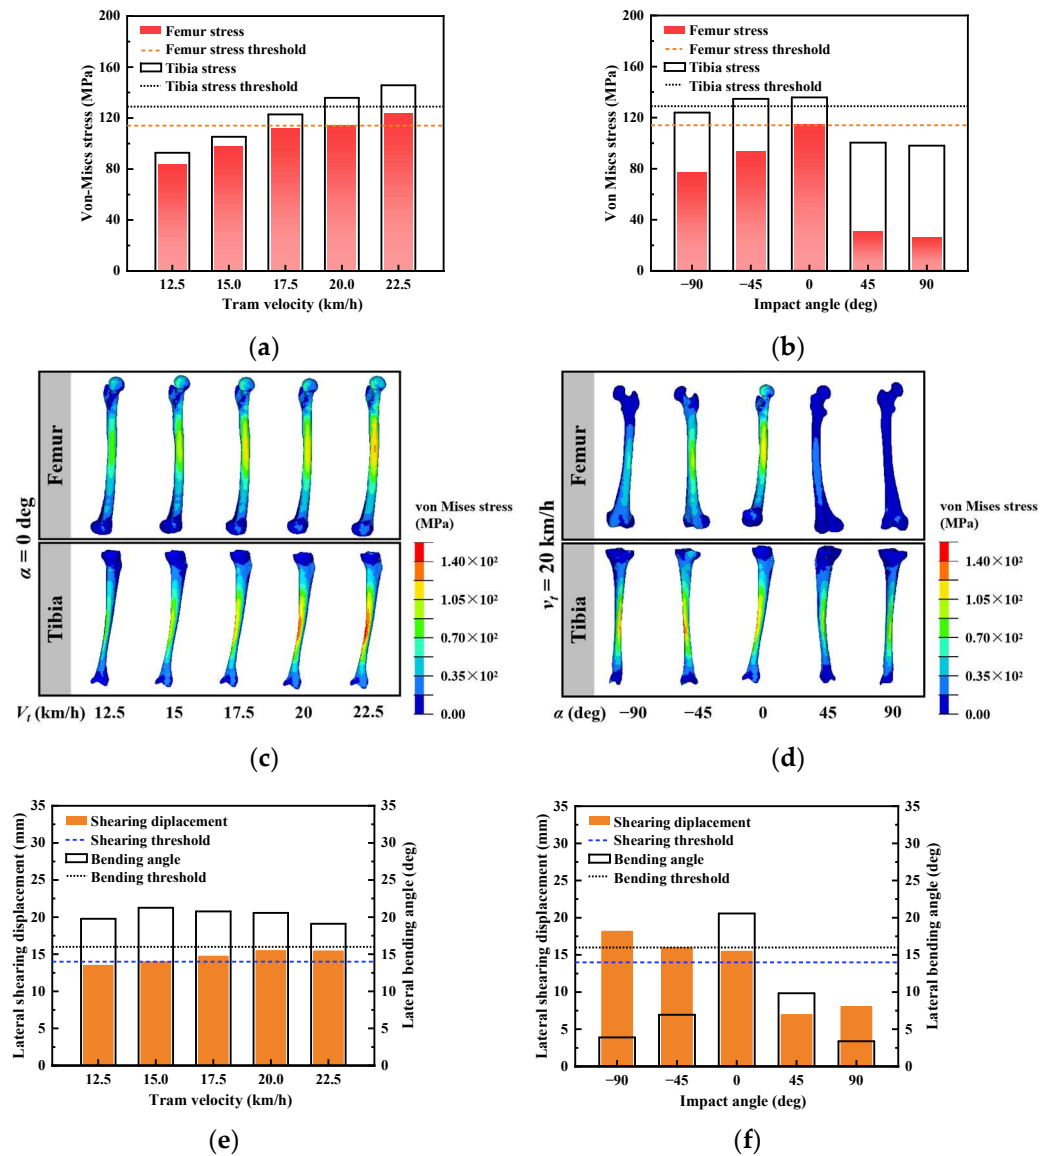 200
160
120
80
40
0
Von-Miscs stress (MPa)
Femur stress
Femur stress threshold
Tibia stress
Tibia stress threshold
12.5 15.0 17.5 20.0 22.5
Tram velocity (km/h)
(a)
200
160
120
80
40
0
Von Miscs stress (MPa)
Femur stress
Femur stress threshold
Tibia stress
Tibia stress threshold
−90 −45 0 45 90
Impact angle (deg)
(b)
α = 0 deg
Femur
Tibia
von Mises stress
(MPa)
1.40×10²
1.05×10²
0.70×10²
0.35×10²
0.00
Vt (km/h) 12.5 15 17.5 20 22.5
(c)
vt = 20 km/h
Femur
Tibia
von Mises stress
(MPa)
1.40×10²
1.05×10²
0.70×10²
0.35×10²
0.00
α (deg) −90 −45 0 45 90
(d)
35
30
25
20
15
10
5
0
Lateral shearing displacement (mm)
Shearing diplacement
Shearing threshold
Bending angle
Bending threshold
35
30
25
20
15
10
5
0
Lateral bending angle (deg)
12.5 15.0 17.5 20.0 22.5
Tram velocity (km/h)
(e)
35
30
25
20
15
10
5
0
Lateral shearing displacement (mm)
Shearing diplacement
Shearing threshold
Bending angle
Bending threshold
35
30
25
20
15
10
5
0
Lateral bending angle (deg)
−90 −45 0 45 90
Impact angle (deg)
(f)